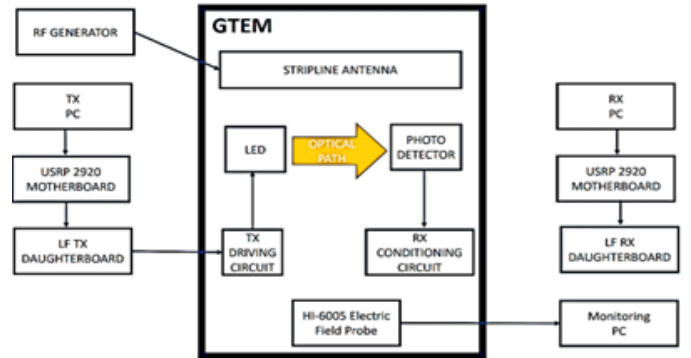 GTEM
RF GENERATOR
STRIPLINE ANTENNA
TX
PC
RX
PC
LED
OPTICAL
PATH
PHOTO
DETECTOR
USRP 2920
MOTHERBOARD
USRP 2920
MOTHERBOARD
LF TX
DAUGHTERBOARD
TX
DRIVING
CIRCUIT
RX
CONDITIONING
CIRCUIT
LF RX
DAUGHTERBOARD
HI-6005 Electric
Field Probe
Monitoring
PC